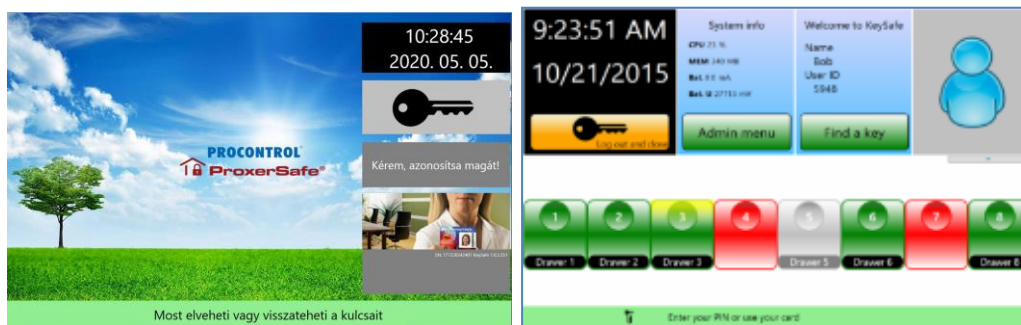 10:28:45
2020. 05. 05.
PROCONTROL®
ProxerSafe®
Kérem, azonosítsa magát!
Most elveheti vagy visszateheti a kulcsait
9:23:51 AM
10/21/2015
Log out and close
System info
CPU 23 %
MEM 240 MB
Admin menu
Welcome to KeySafe
Name
Bob
User ID
5948
Find a key
1
2
3
4
5
6
7
8
Drawer 1
Drawer 2
Drawer 3
Drawer 5
Drawer 6
Drawer 8
Enter your PIN or use your card